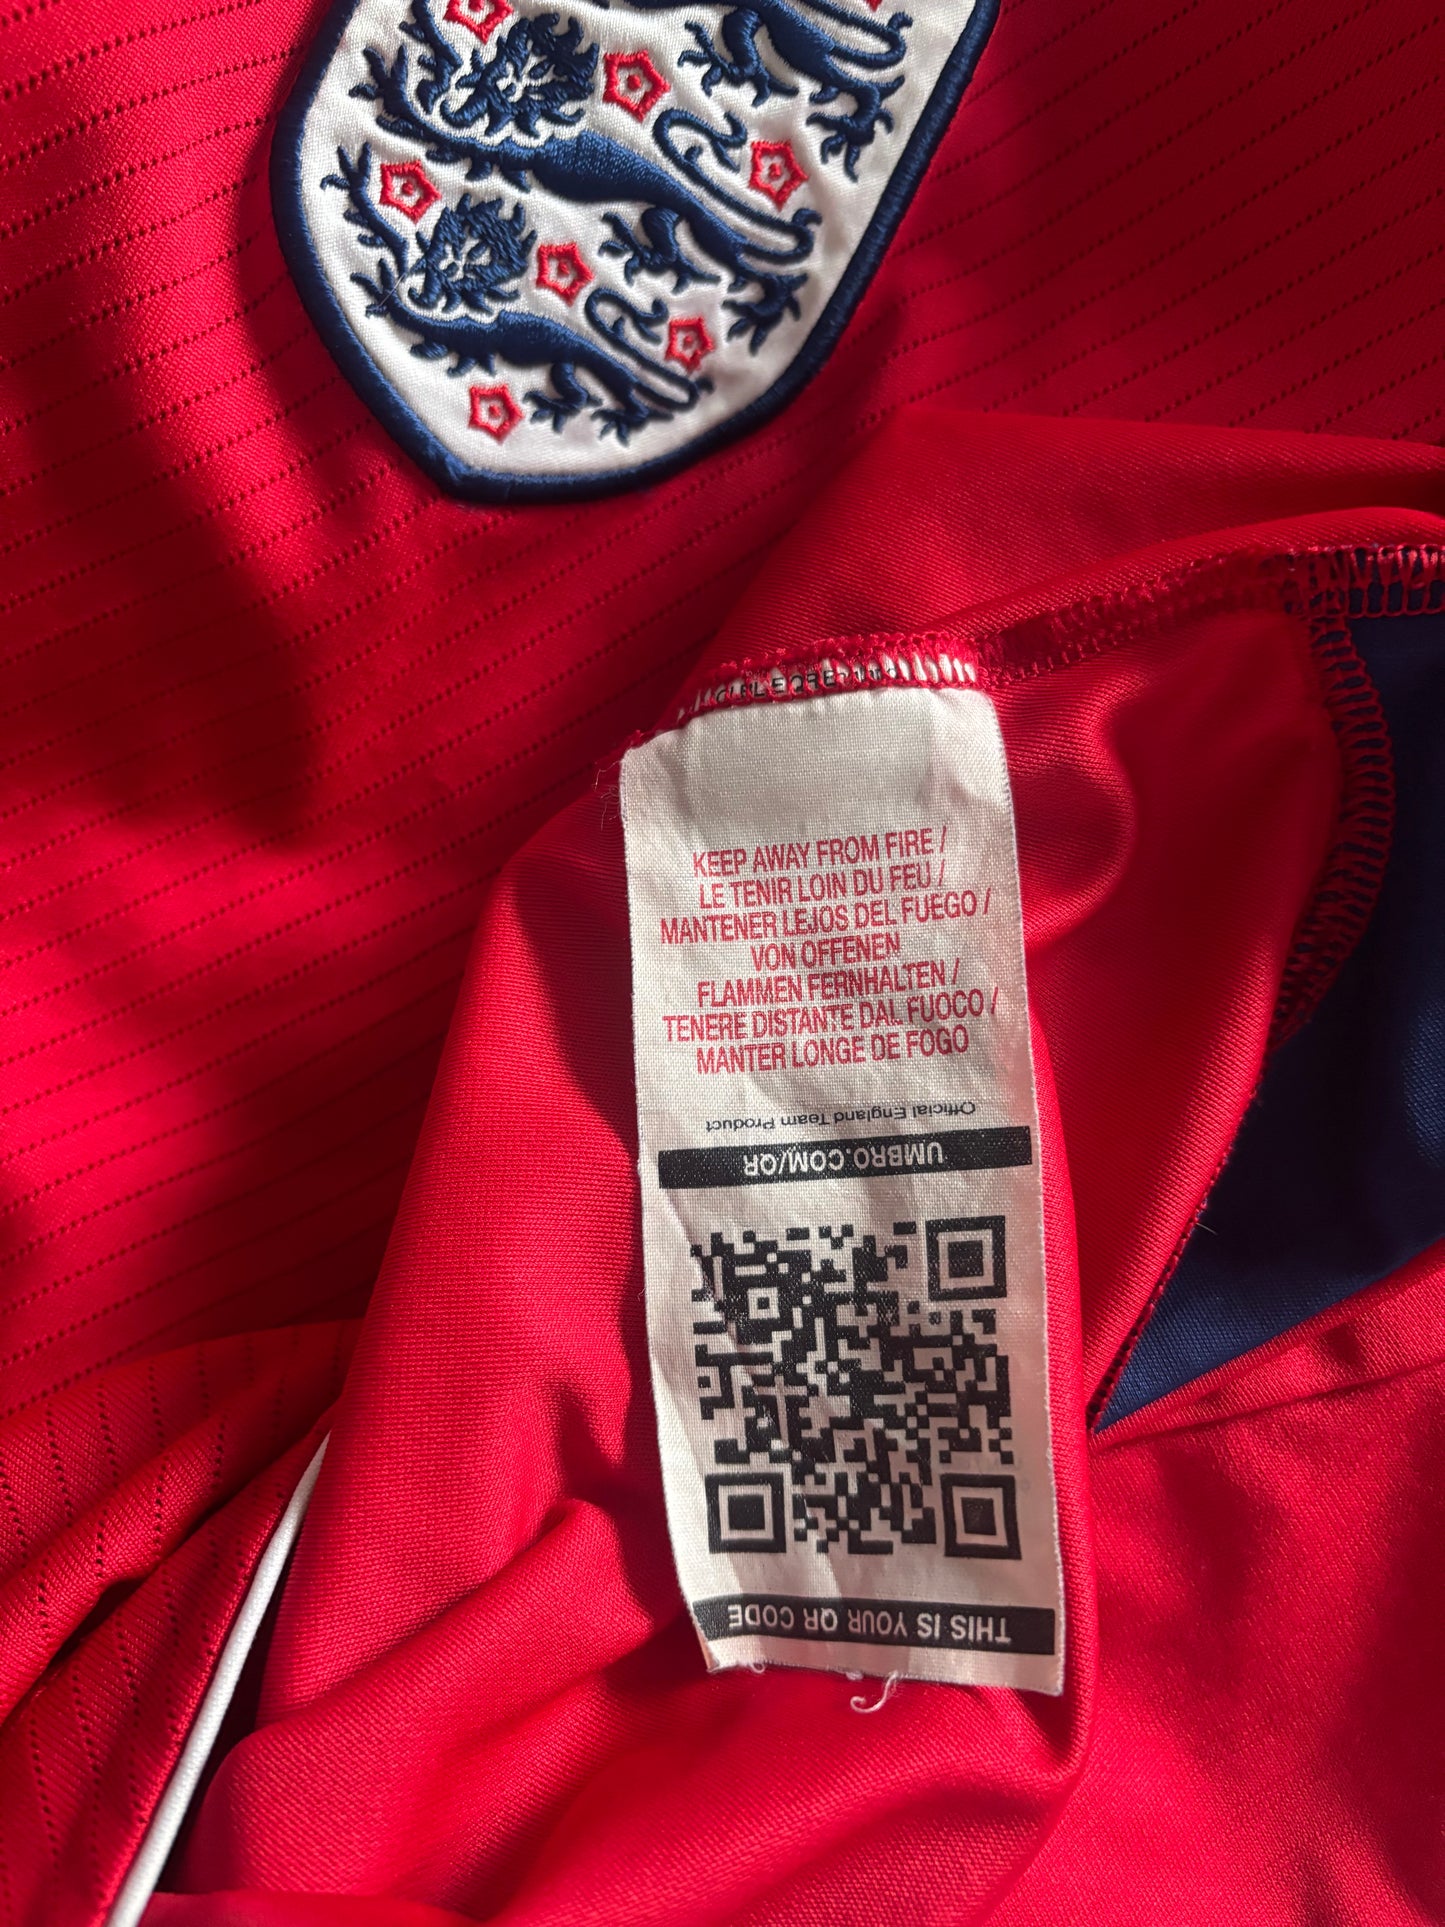 KEEP AWAY FROM FIRE /
LE TENIR LOIN DU FEU /
MANTENER LEJOS DEL FUEGO /
VON OFFENEN
FLAMMEN FERNHALTEN /
TENERE DISTANTE DAL FUOCO /
MANTER LONGE DE FOGO
Official England Team Product
UMBRO.COM/QR
THIS IS YOUR QR CODE